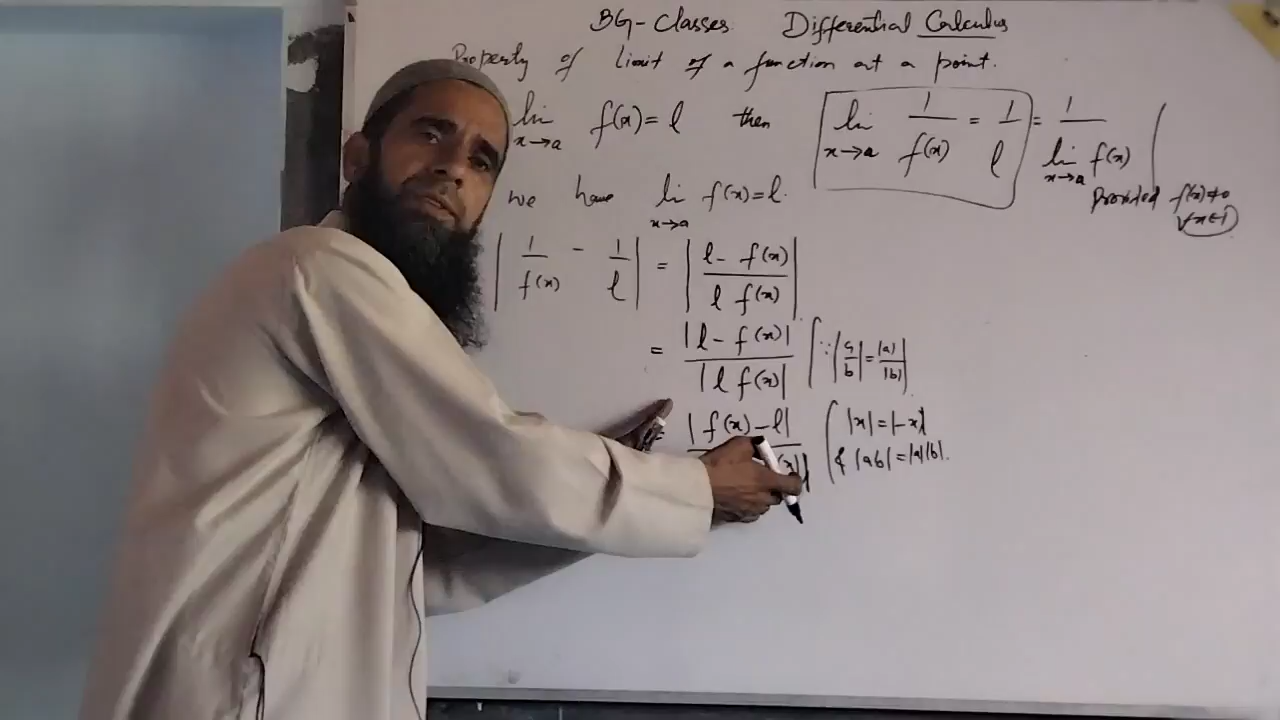 BG-Classes. Differential Calculus
Property of limit of a function at a point.
lim x→a f(x) = l then lim x→a 1/f(x) = 1/l = 1/lim x→a f(x)
Provided f(x)≠0
we have lim x→a f(x) = l.
|1/f(x) - 1/l| = |l - f(x)/l f(x)|
= |l - f(x)|/|l f(x)| [∵ |a/b| = |a|/|b|]
= |f(x) - l| [|x| = |-x|
& |ab| = |a||b|.